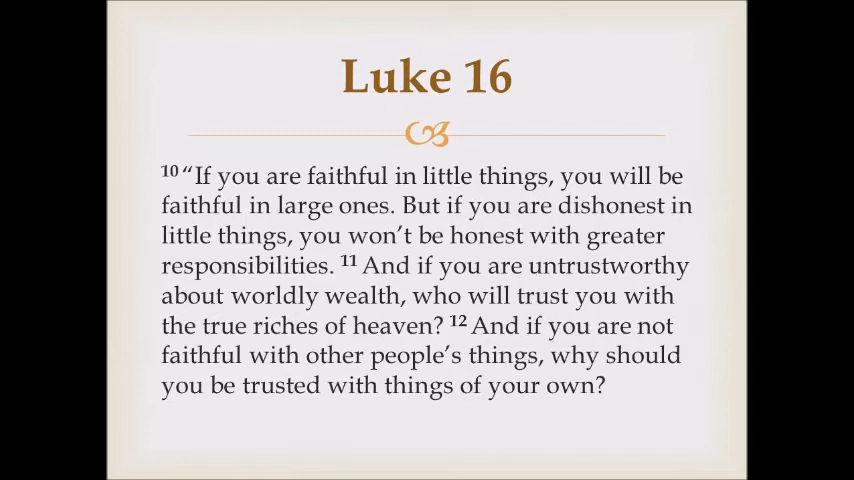 Luke 16
10 “If you are faithful in little things, you will be
faithful in large ones. But if you are dishonest in
little things, you won’t be honest with greater
responsibilities. 11 And if you are untrustworthy
about worldly wealth, who will trust you with
the true riches of heaven? 12 And if you are not
faithful with other people’s things, why should
you be trusted with things of your own?